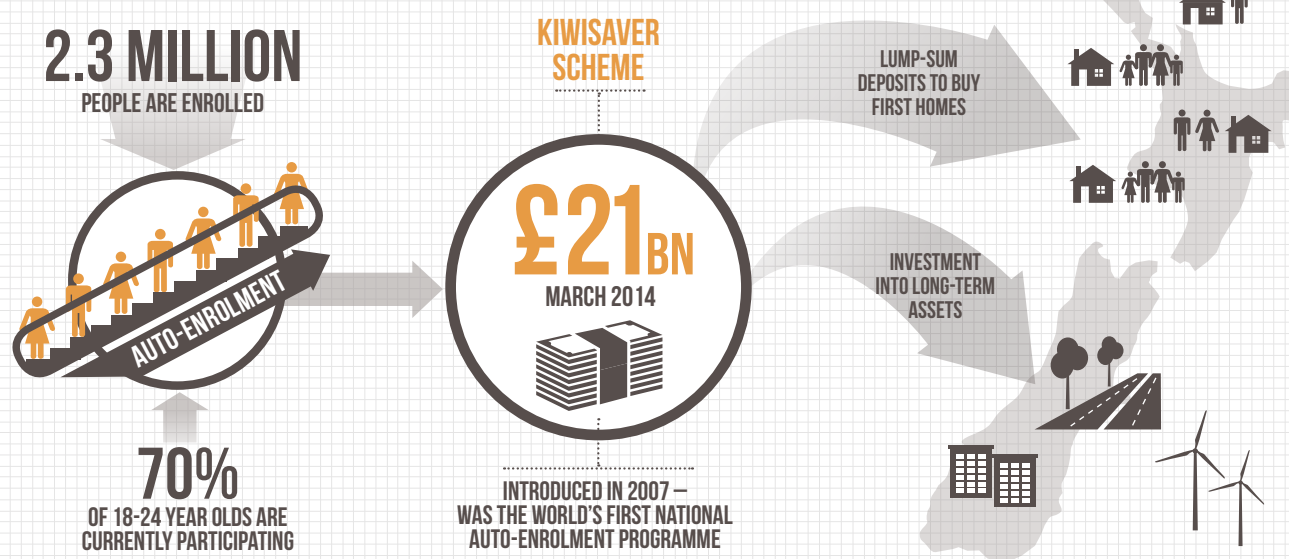 2.3 MILLION
PEOPLE ARE ENROLLED
AUTO-ENROLMENT
70%
OF 18-24 YEAR OLDS ARE
CURRENTLY PARTICIPATING
KIWISAVER
SCHEME
£21BN
MARCH 2014
INTRODUCED IN 2007 –
WAS THE WORLD'S FIRST NATIONAL
AUTO-ENROLMENT PROGRAMME
LUMP-SUM
DEPOSITS TO BUY
FIRST HOMES
INVESTMENT
INTO LONG-TERM
ASSETS